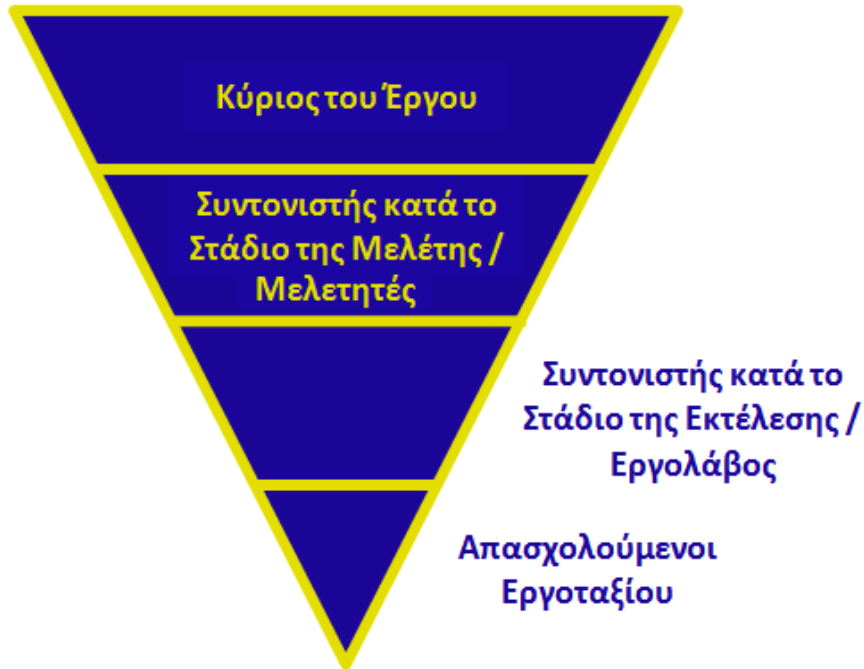 Κύριος του Έργου
Συντονιστής κατά το
Στάδιο της Μελέτης /
Μελετητές
Συντονιστής κατά το
Στάδιο της Εκτέλεσης /
Εργολάβος
Απασχολούμενοι
Εργοταξίου